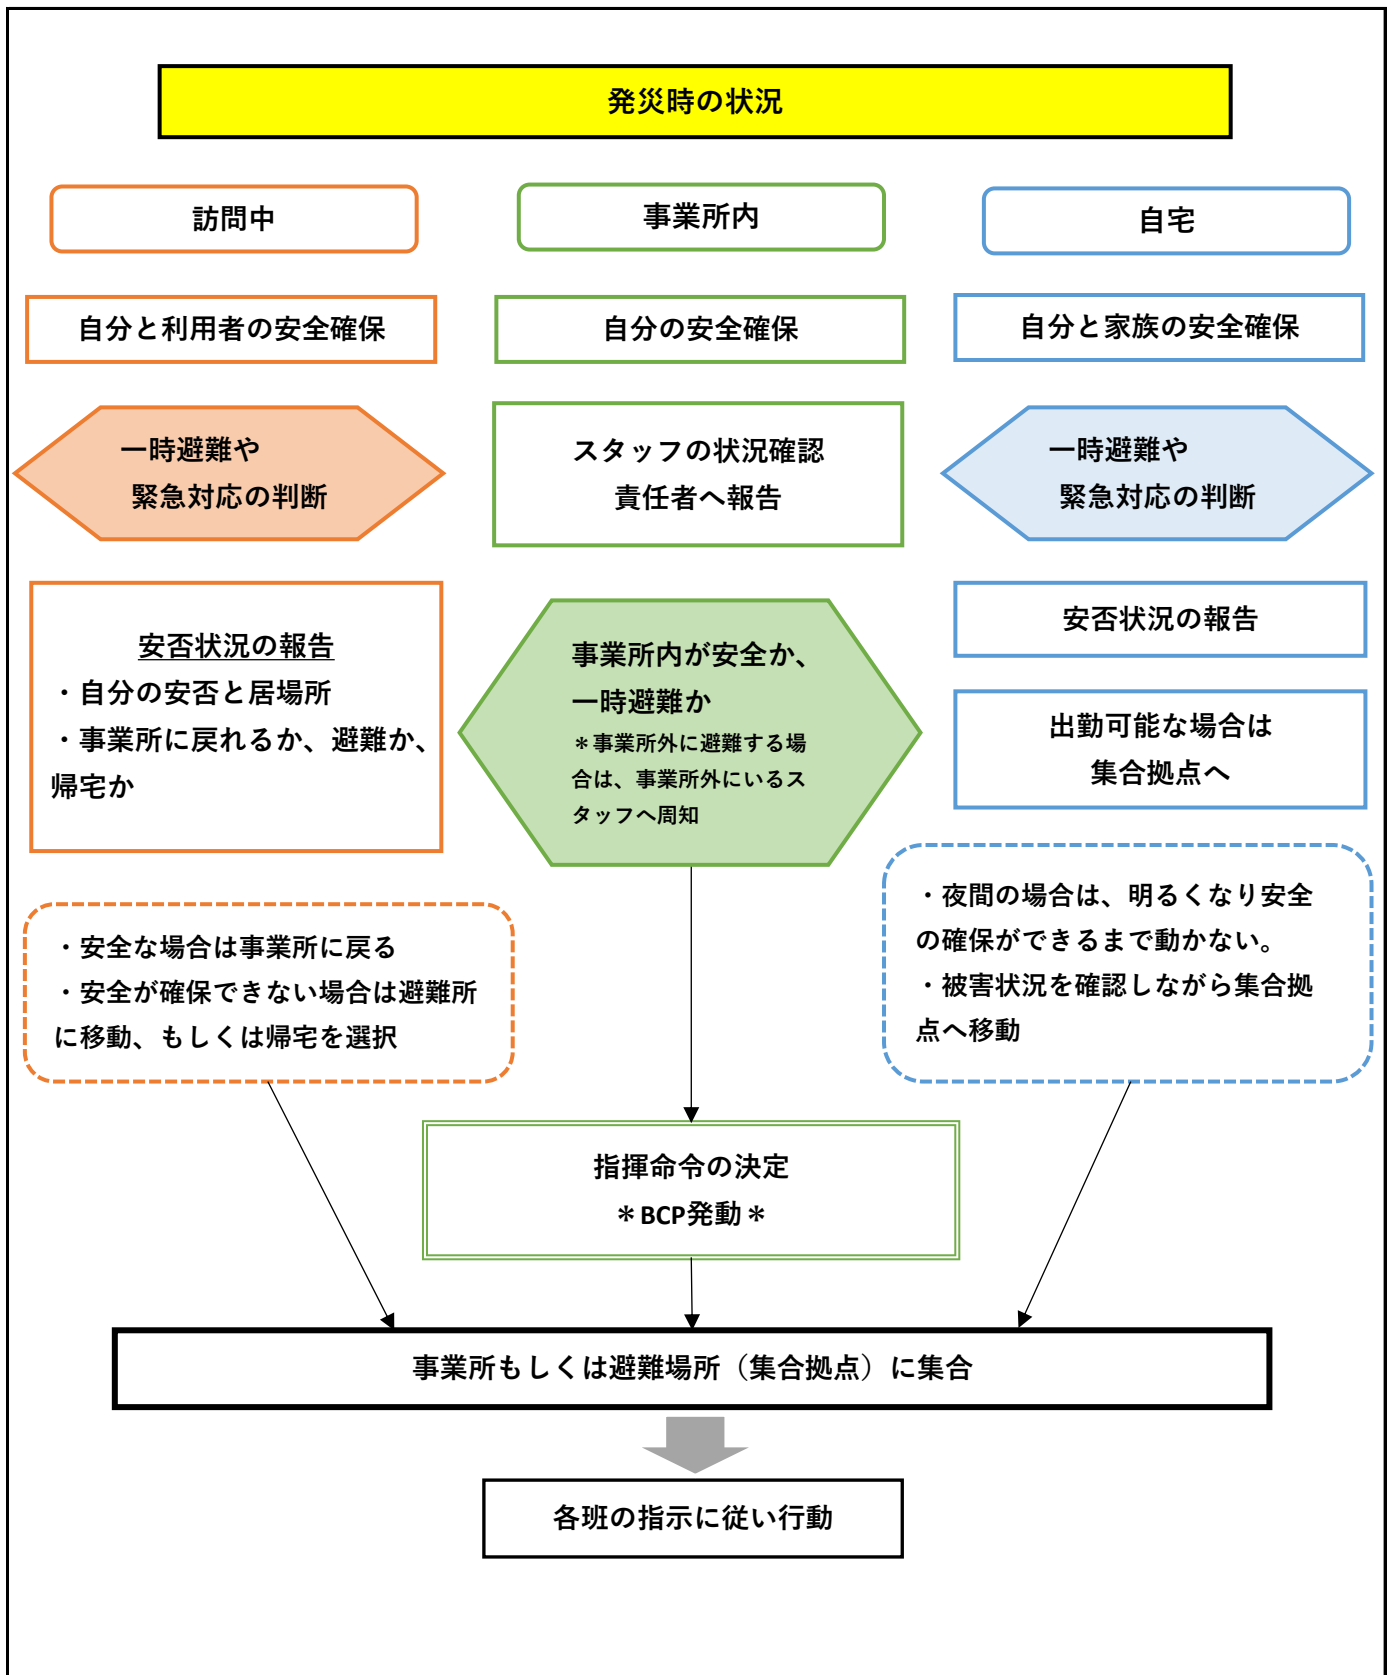 発災時の状況
訪問中
自分と利用者の安全確保
一時避難や
緊急対応の判断
安否状況の報告
・自分の安否と居場所
・事業所に戻れるか、避難か、
帰宅か
・安全な場合は事業所に戻る
・安全が確保できない場合は避難所
に移動、もしくは帰宅を選択
事業所内
自分の安全確保
スタッフの状況確認
責任者へ報告
事業所内が安全か、
一時避難か
＊事業所外に避難する場
合は、事業所外にいるス
タッフへ周知
自宅
自分と家族の安全確保
一時避難や
緊急対応の判断
安否状況の報告
出勤可能な場合は
集合拠点へ
・夜間の場合は、明るくなり安全
の確保ができるまで動かない。
・被害状況を確認しながら集合拠
点へ移動
指揮命令の決定
＊BCP発動＊
事業所もしくは避難場所（集合拠点）に集合
各班の指示に従い行動